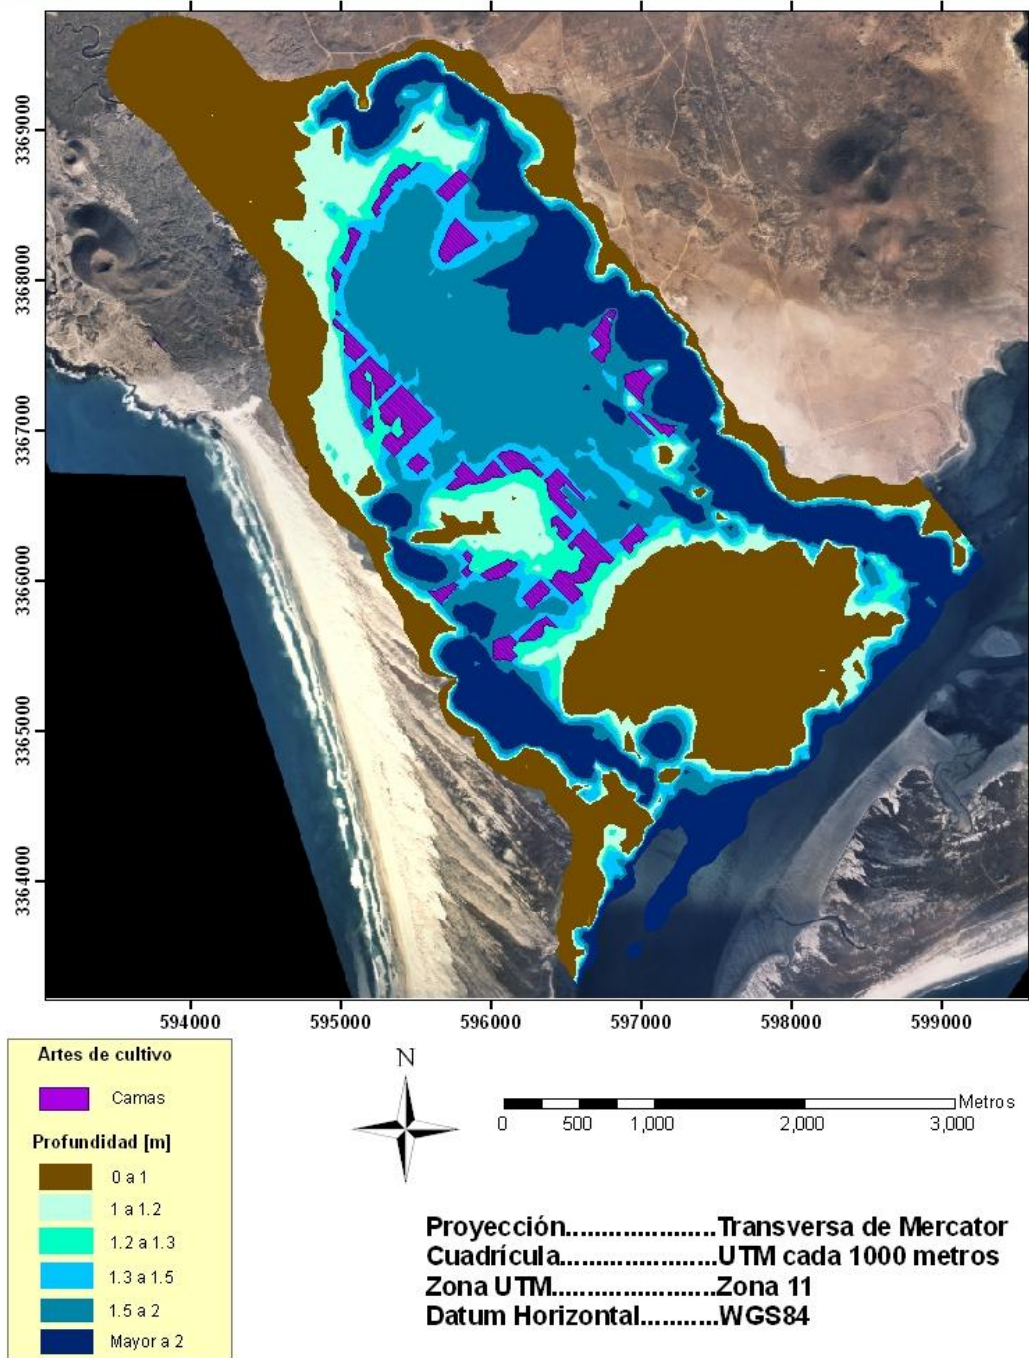 3369000
3368000
3367000
3366000
3365000
3364000
594000 595000 596000 597000 598000 599000
Artes de cultivo
Camas
Profundidad [m]
0 a 1
1 a 1.2
1.2 a 1.3
1.3 a 1.5
1.5 a 2
Mayor a 2
N
Metros
0 500 1,000 2,000 3,000
Proyección....................Transversa de Mercator
Cuadrícula.....................UTM cada 1000 metros
Zona UTM......................Zona 11
Datum Horizontal..........WGS84